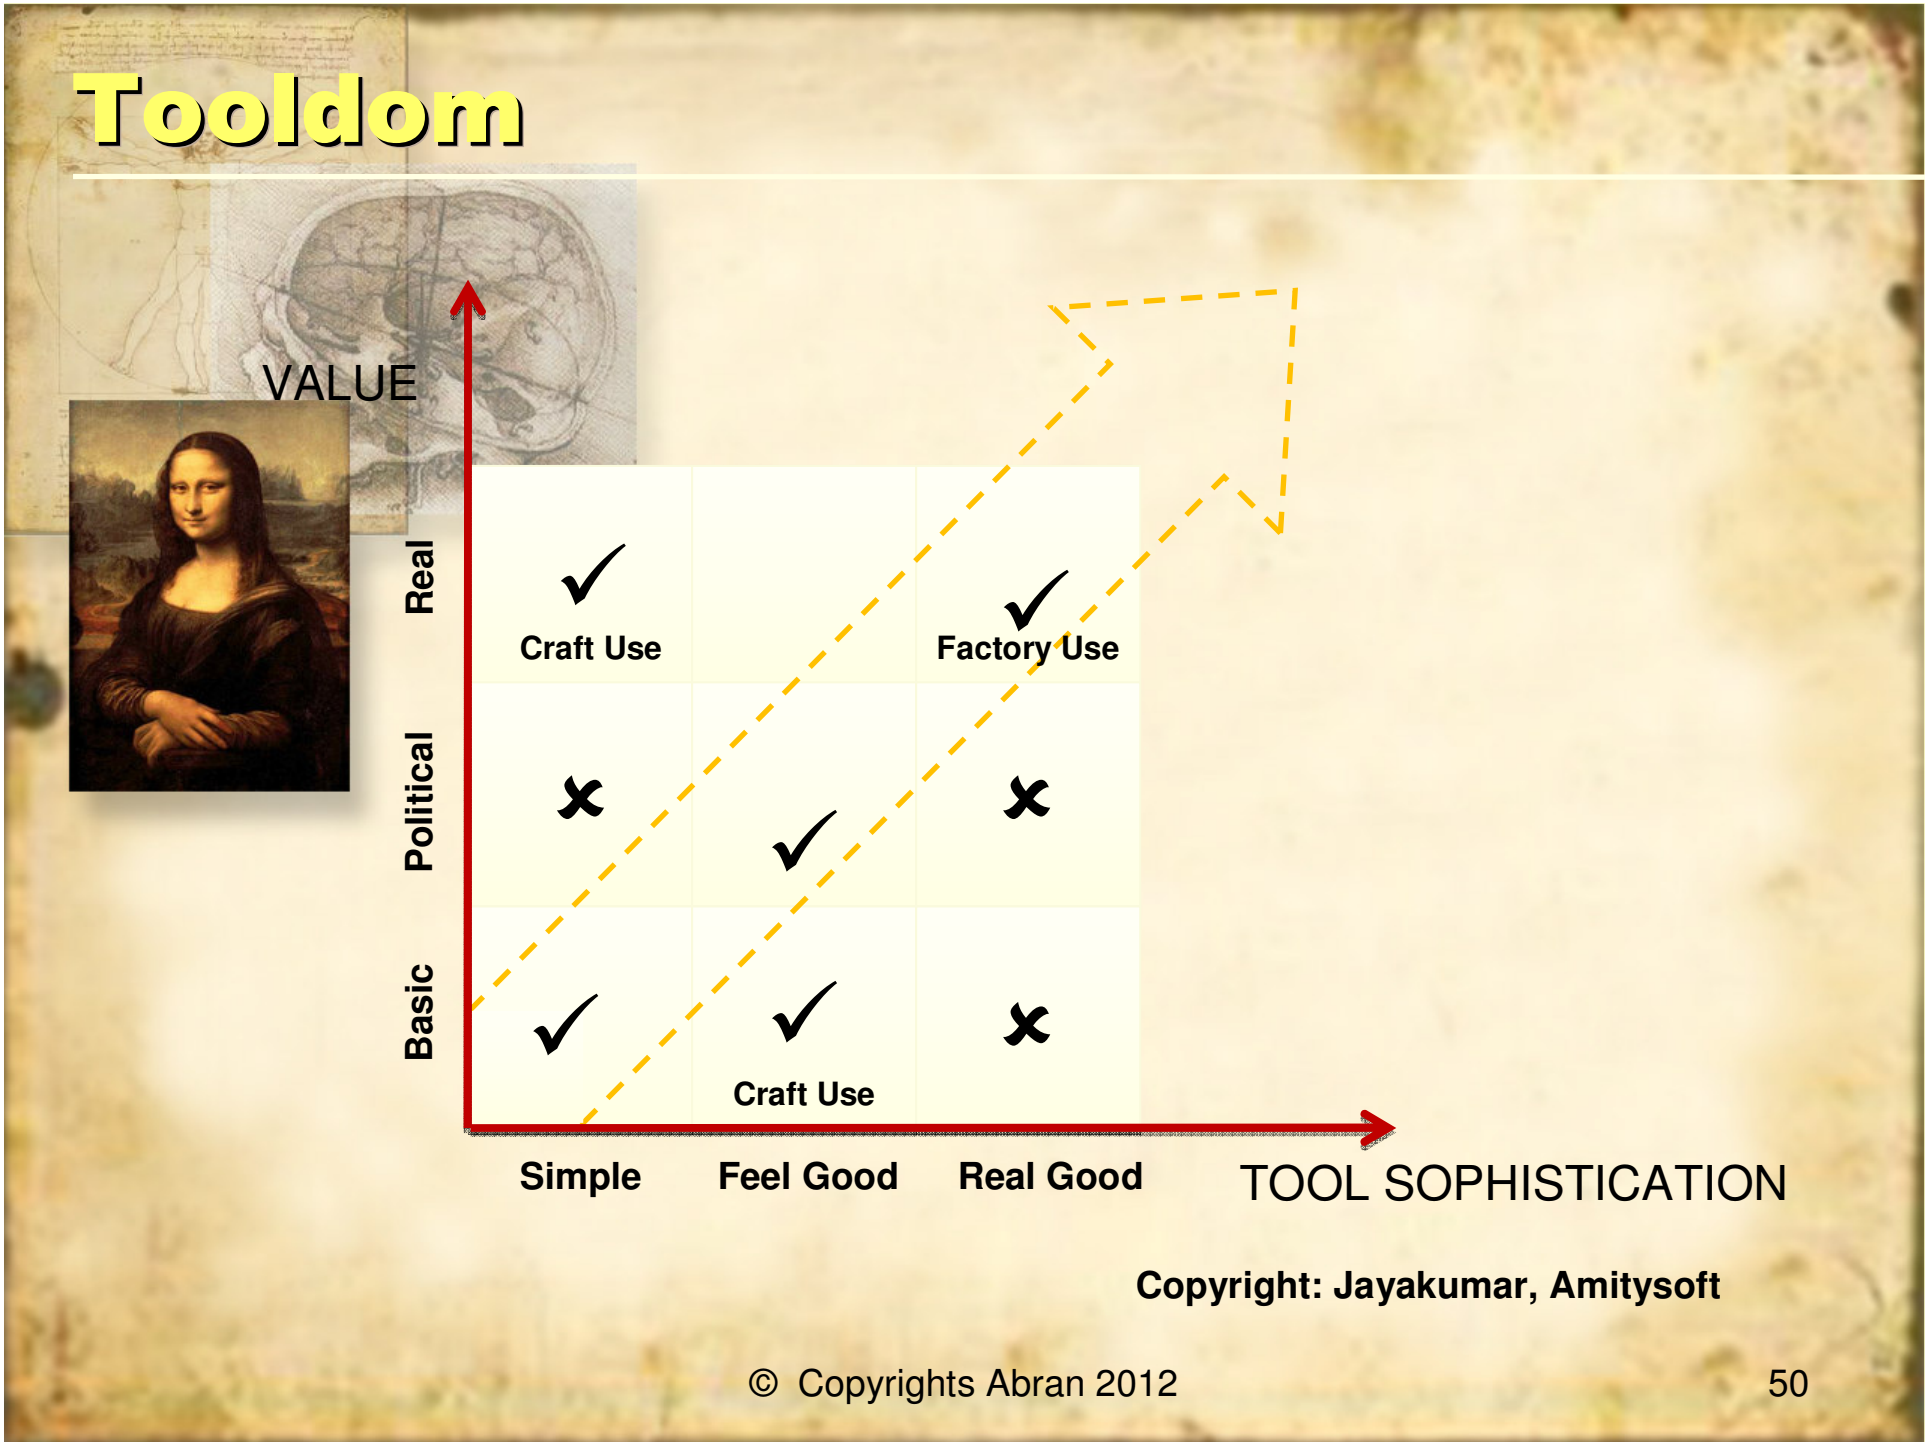 Tooldom
VALUE
Real
Craft Use
Factory Use
Political
Basic
Craft Use
Simple
Feel Good
Real Good
TOOL SOPHISTICATION
Copyright: Jayakumar, Amitysoft
© Copyrights Abran 2012
50